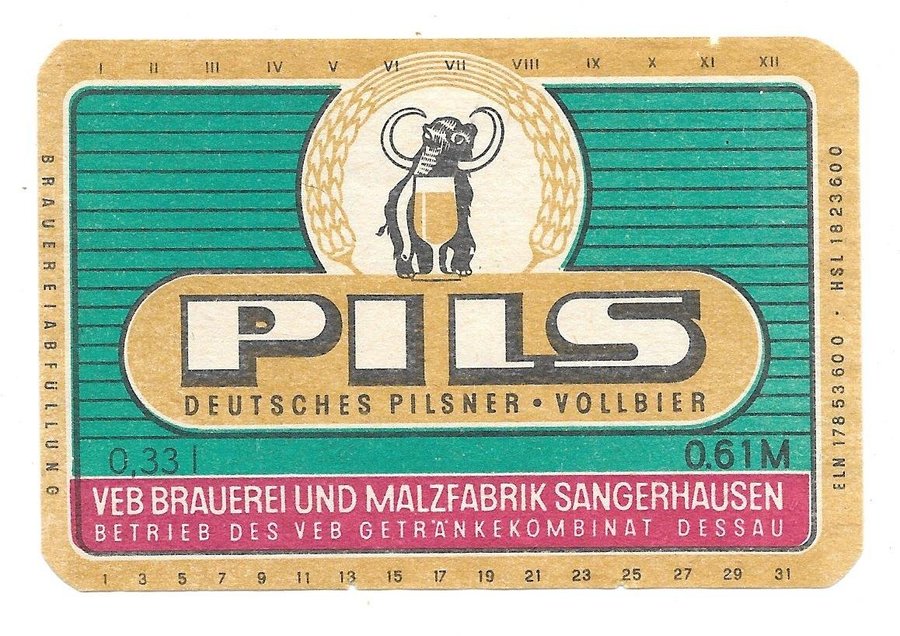 I II III IV V VI VII VIII IX X XI XII
BRAUEREIABFÜLLUNG
PILS
DEUTSCHES PILSNER • VOLLBIER
0,33 l
0.61 M
VEB BRAUEREI UND MALZFABRIK SANGERHAUSEN
BETRIEB DES VEB GETRÄNKEKOMBINAT DESSAU
ELN 17853600 · HSL 1823600
1 3 5 7 9 11 13 15 17 19 21 23 25 27 29 31